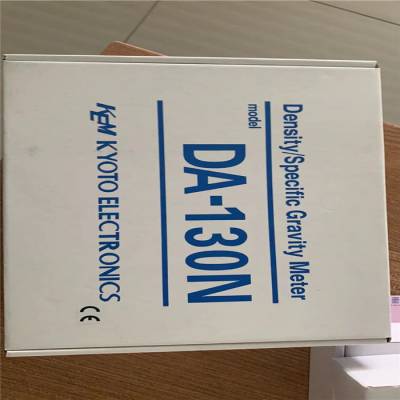 Density/Specific Gravity Meter
model
DA-130N
KEM KYOTO ELECTRONICS
CE